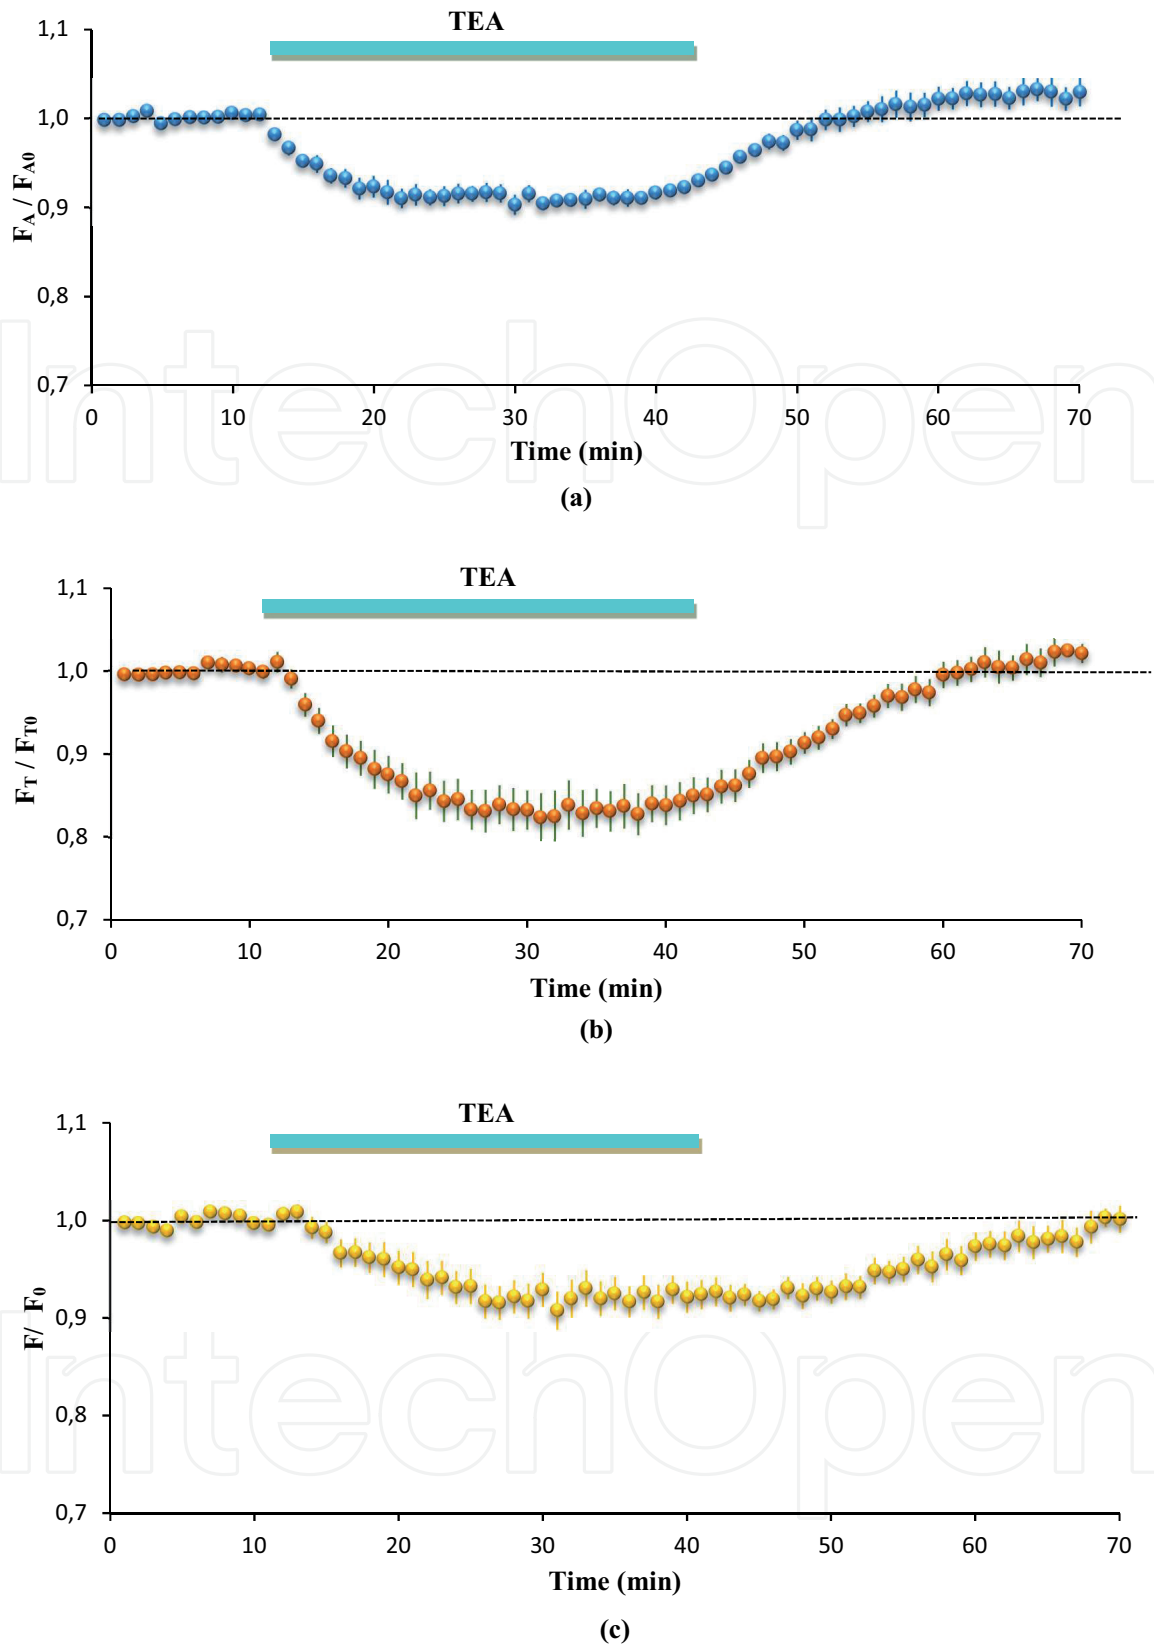 TEA
1,1
1,0
0,9
0,8
0,7
F_A / F_A0
0 10 20 30 40 50 60 70
Time (min)
(a)
IntechOpen
TEA
1,1
1,0
0,9
0,8
0,7
F_T / F_T0
0 10 20 30 40 50 60 70
Time (min)
(b)
TEA
1,1
1,0
0,9
0,8
0,7
F/ F_0
0 10 20 30 40 50 60 70
Time (min)
(c)
IntechOpen